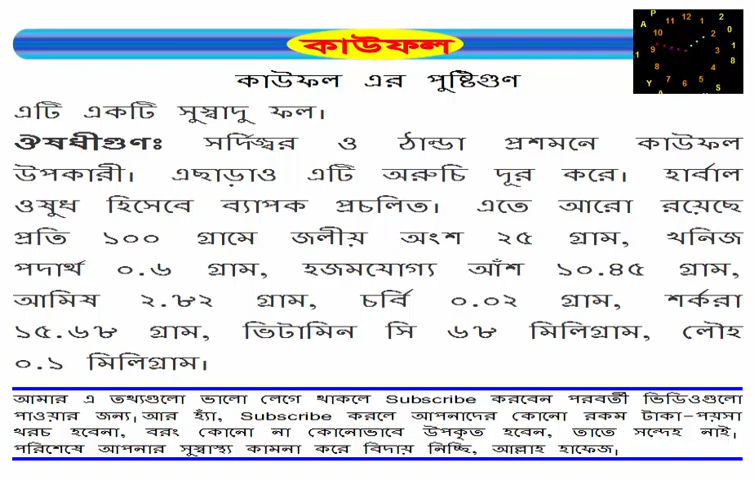 কাউফল
কাউফল এর পুষ্টিগুণ
এটি একটি সুস্বাদু ফল।
ঔষধীগুণঃ সর্দিজ্বর ও ঠান্ডা প্রশমনে কাউফল
উপকারী। এছাড়াও এটি অরুচি দূর করে। হার্বাল
ওষুধ হিসেবে ব্যাপক প্রচলিত। এতে আরো রয়েছে
প্রতি ১০০ গ্রামে জলীয় অংশ ২৫ গ্রাম, খনিজ
পদার্থ ০.৬ গ্রাম, হজমযোগ্য আঁশ ১০.৪৫ গ্রাম,
আমিষ ২.৮২ গ্রাম, চর্বি ০.০২ গ্রাম, শর্করা
১৫.৬৮ গ্রাম, ভিটামিন সি ৬৮ মিলিগ্রাম, লৌহ
০.১ মিলিগ্রাম।
আমার এ তথ্যগুলো ভালো লেগে থাকলে Subscribe করবেন পরবর্তী ভিডিওগুলো
পাওয়ার জন্য। আর হ্যাঁ, Subscribe করলে আপনাদের কোনো রকম টাকা-পয়সা
খরচ হবেনা, বরং কোনো না কোনোভাবে উপকৃত হবেন, তাতে সন্দেহ নাই।
পরিশেষে আপনার সুস্বাস্থ্য কামনা করে বিদায় নিচ্ছি, আল্লাহ হাফেজ।